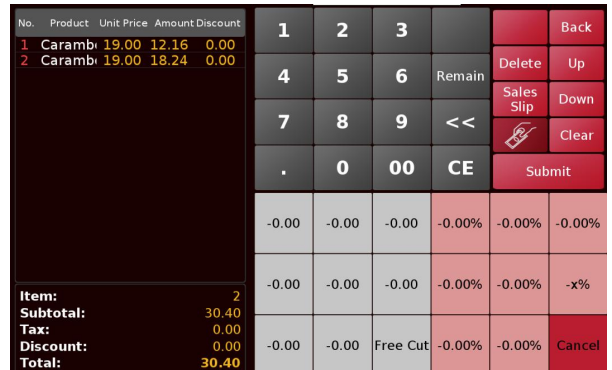 No. Product Unit Price Amount Discount
1 Carambo 19.00 12.16 0.00
2 Carambo 19.00 18.24 0.00
Item: 2
Subtotal: 30.40
Tax: 0.00
Discount: 0.00
Total: 30.40
1 2 3 Back
4 5 6 Remain Delete Up
7 8 9 << Sales Slip Down
Clear
. 0 00 CE Submit
-0.00 -0.00 -0.00 -0.00% -0.00% -0.00%
-0.00 -0.00 -0.00 -0.00% -0.00% -x%
-0.00 -0.00 Free Cut -0.00% -0.00% Cancel